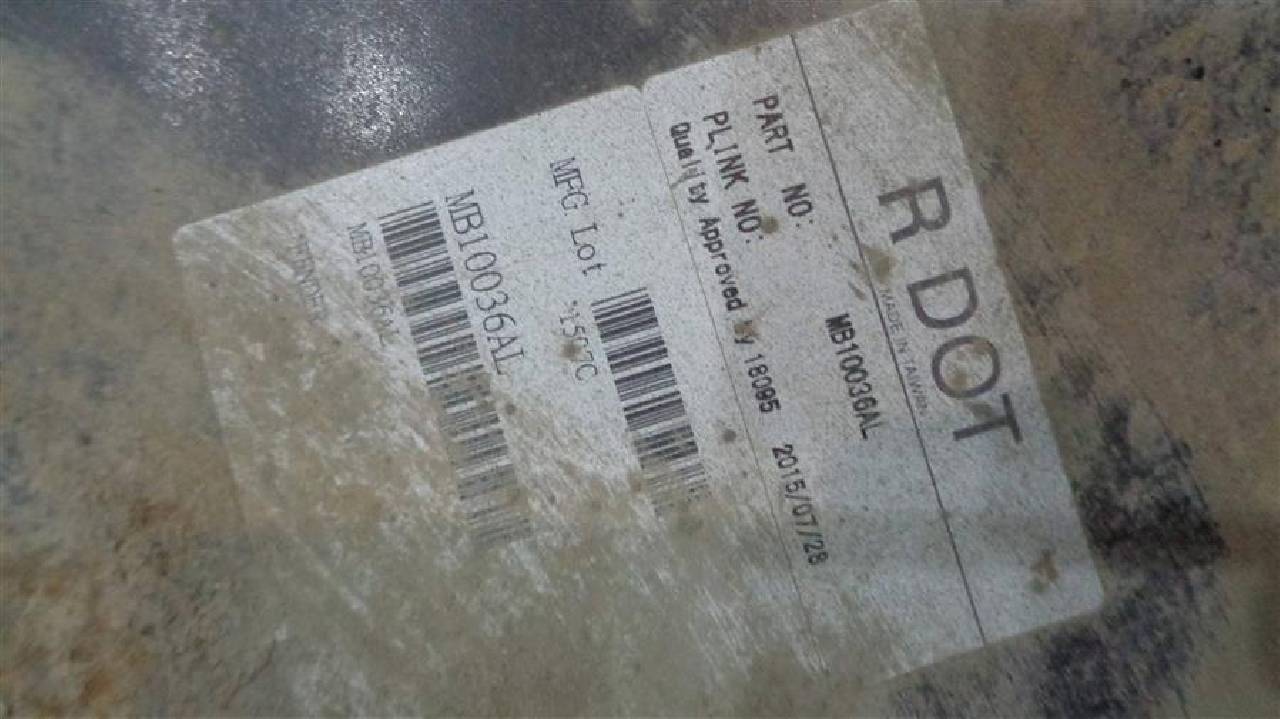 R DOT
MADE IN TAIWAN
PART NO: MB10036AL
PLINK NO:
Quality Approved by 18095 2015/07/28
MFG Lot
MB10036AL
MB10036AL